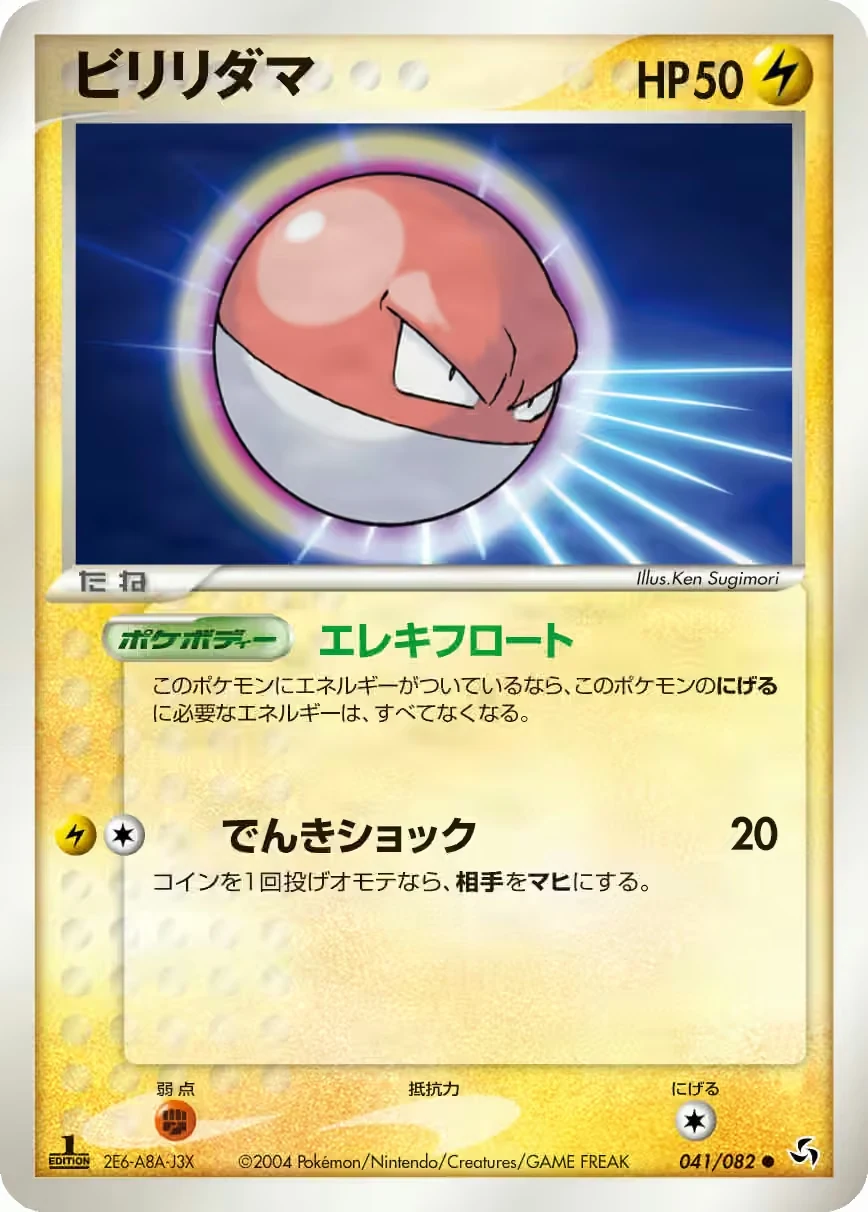 ビリリダマ HP50
たね Illus.Ken Sugimori
ポケボディー エレキフロート
このポケモンにエネルギーがついているなら、このポケモンのにげる
に必要なエネルギーは、すべてなくなる。
でんきショック 20
コインを1回投げオモテなら、相手をマヒにする。
弱点 抵抗力 にげる
1 EDITION 2E6-A8A-J3X ©2004 Pokémon/Nintendo/Creatures/GAME FREAK 041/082 ●